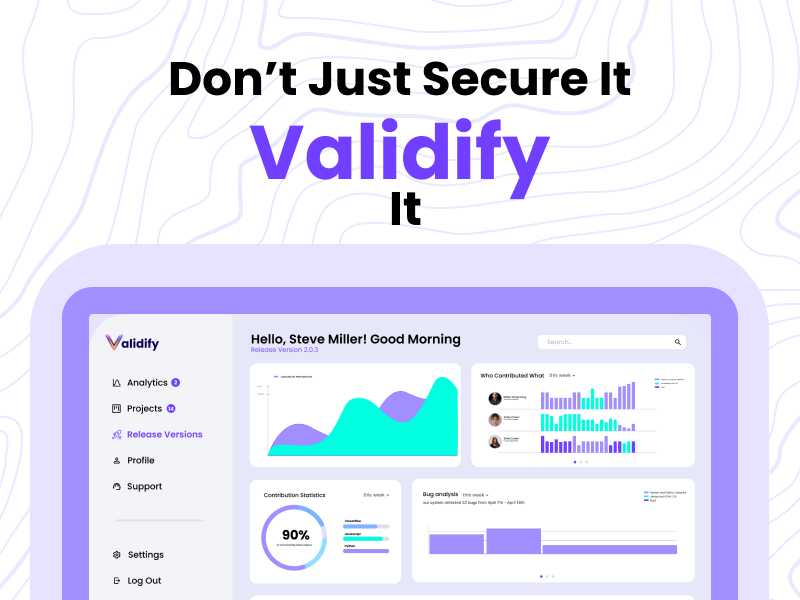 Don't Just Secure It
Validify
It
Validify
Hello, Steve Miller! Good Morning
Release Version 2.0.3
Search...
Analytics 2
Projects 14
Release Versions
Profile
Support
Settings
Log Out
Who Contributed What this week
Contribution Statistics this week
90%
Tensorflow
Javascript
Python
Bug analysis this week
our system detected 32 bugs from April 7th - April 14th